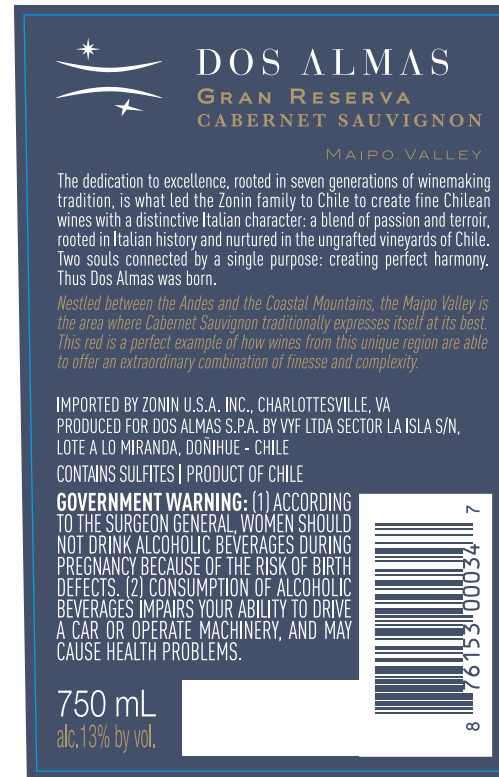 DOS ALMAS
GRAN RESERVA
CABERNET SAUVIGNON
MAIPO VALLEY
The dedication to excellence, rooted in seven generations of winemaking
tradition, is what led the Zonin family to Chile to create fine Chilean
wines with a distinctive Italian character: a blend of passion and terroir,
rooted in Italian history and nurtured in the ungrafted vineyards of Chile.
Two souls connected by a single purpose: creating perfect harmony.
Thus Dos Almas was born.
Nestled between the Andes and the Coastal Mountains, the Maipo Valley is
the area where Cabernet Sauvignon traditionally expresses itself at its best.
This red is a perfect example of how wines from this unique region are able
to offer an extraordinary combination of finesse and complexity.
IMPORTED BY ZONIN U.S.A. INC., CHARLOTTESVILLE, VA
PRODUCED FOR DOS ALMAS S.P.A. BY VYF LTDA SECTOR LA ISLA S/N,
LOTE A LO MIRANDA, DOÑIHUE - CHILE
CONTAINS SULFITES | PRODUCT OF CHILE
GOVERNMENT WARNING: (1) ACCORDING
TO THE SURGEON GENERAL, WOMEN SHOULD
NOT DRINK ALCOHOLIC BEVERAGES DURING
PREGNANCY BECAUSE OF THE RISK OF BIRTH
DEFECTS. (2) CONSUMPTION OF ALCOHOLIC
BEVERAGES IMPAIRS YOUR ABILITY TO DRIVE
A CAR OR OPERATE MACHINERY, AND MAY
CAUSE HEALTH PROBLEMS.
750 mL
alc.13% by vol.
8 76153 00034 7